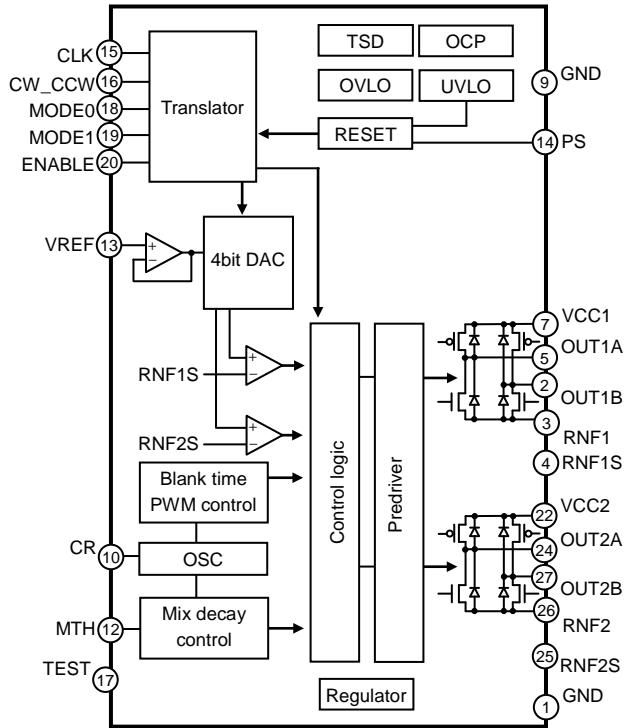 CLK
15
CW_CCW
16
MODE0
18
MODE1
19
ENABLE
20
Translator
TSD
OCP
OVLO
UVLO
RESET
9
GND
14
PS
VREF
13
+
−
4bit DAC
RNF1S
+
−
RNF2S
+
−
Blank time
PWM control
CR
10
OSC
MTH
12
Mix decay
control
TEST
17
Control logic
Predriver
Regulator
7
VCC1
5
OUT1A
2
OUT1B
3
RNF1
4
RNF1S
22
VCC2
24
OUT2A
27
OUT2B
26
RNF2
25
RNF2S
1
GND